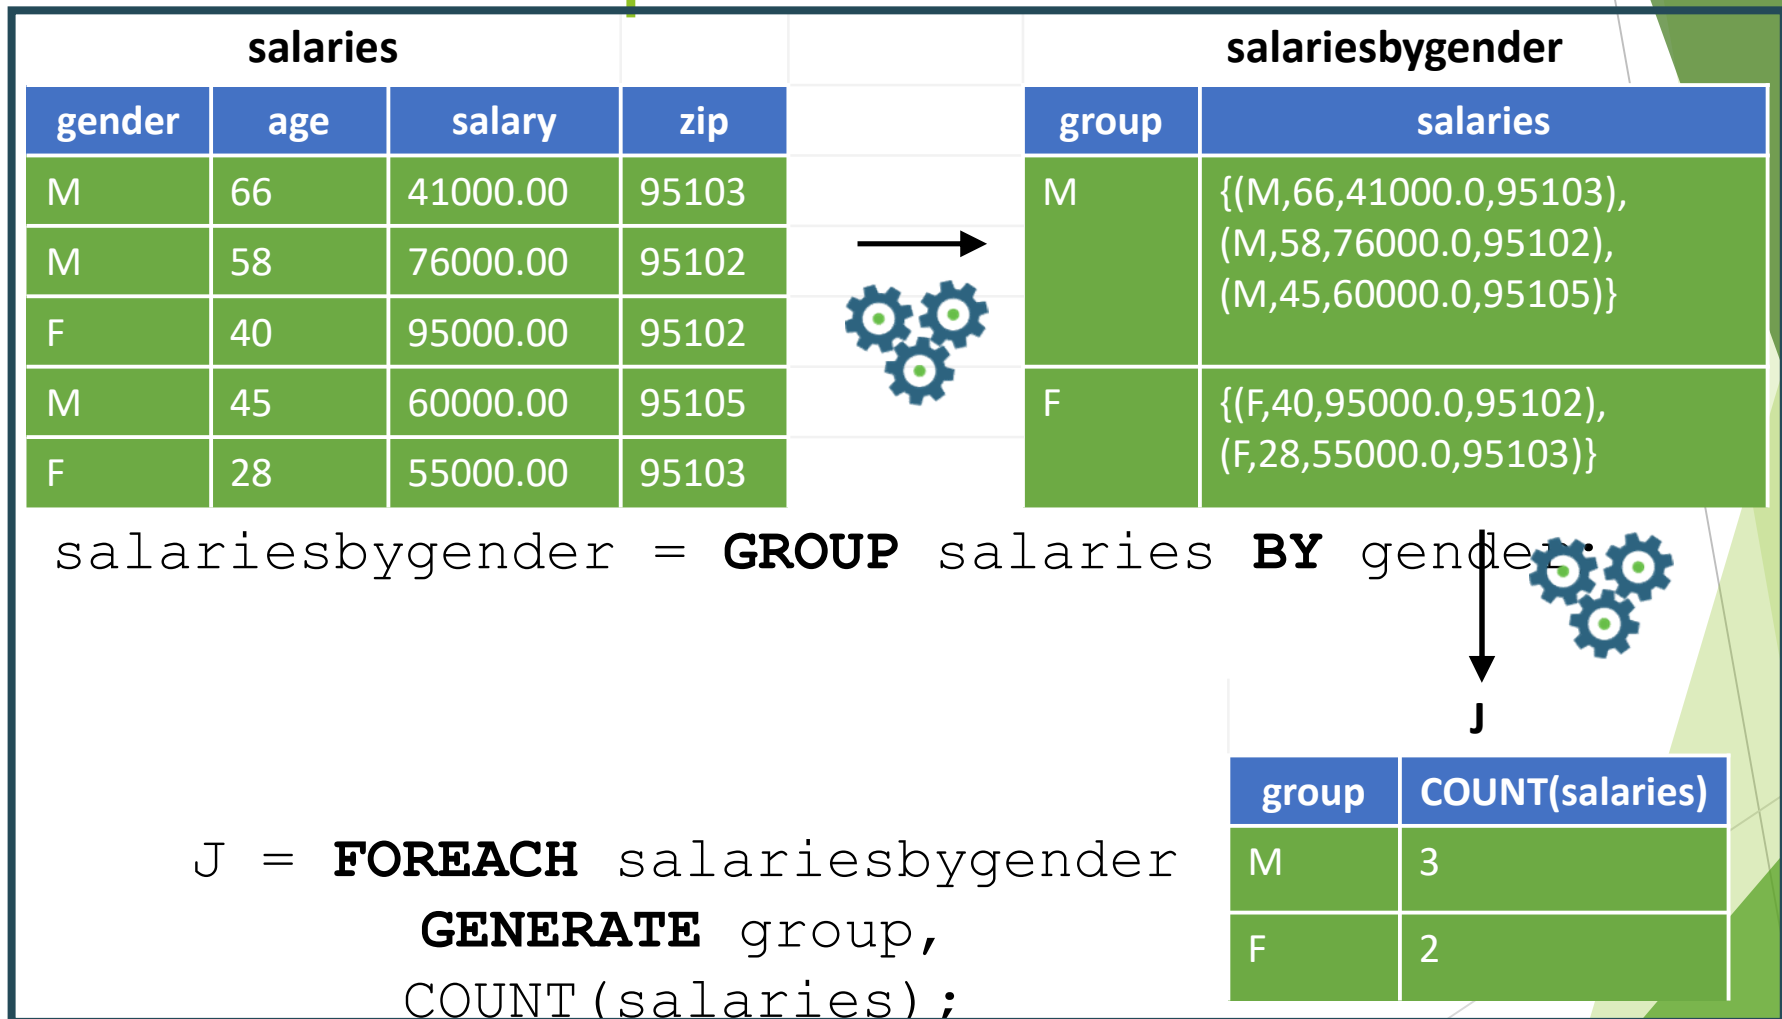 salaries
gender age salary zip
M 66 41000.00 95103
M 58 76000.00 95102
F 40 95000.00 95102
M 45 60000.00 95105
F 28 55000.00 95103
salariesbygender
group salaries
M {(M,66,41000.0,95103),
(M,58,76000.0,95102),
(M,45,60000.0,95105)}
F {(F,40,95000.0,95102),
(F,28,55000.0,95103)}
salariesbygender = GROUP salaries BY gender;
J
group COUNT(salaries)
M 3
F 2
J = FOREACH salariesbygender
GENERATE group,
COUNT(salaries);